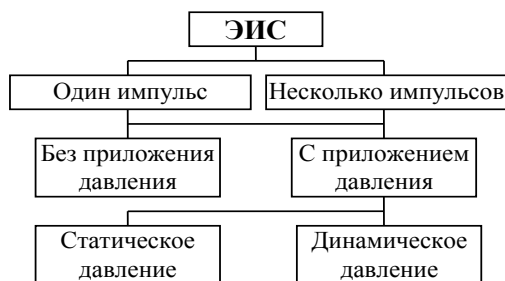 ЭИС
Один импульс
Несколько импульсов
Без приложения
давления
С приложением
давления
Статическое
давление
Динамическое
давление